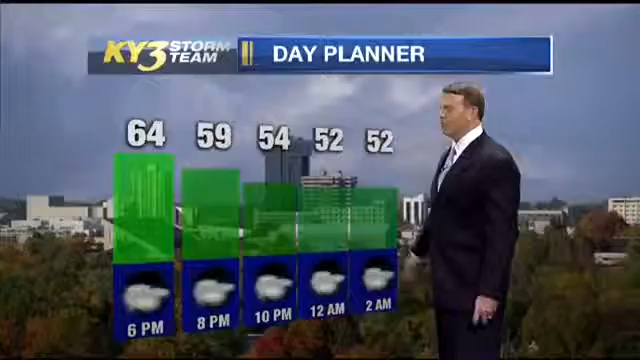 KY3 STORM TEAM
DAY PLANNER
64 59 54 52 52
6 PM 8 PM 10 PM 12 AM 2 AM